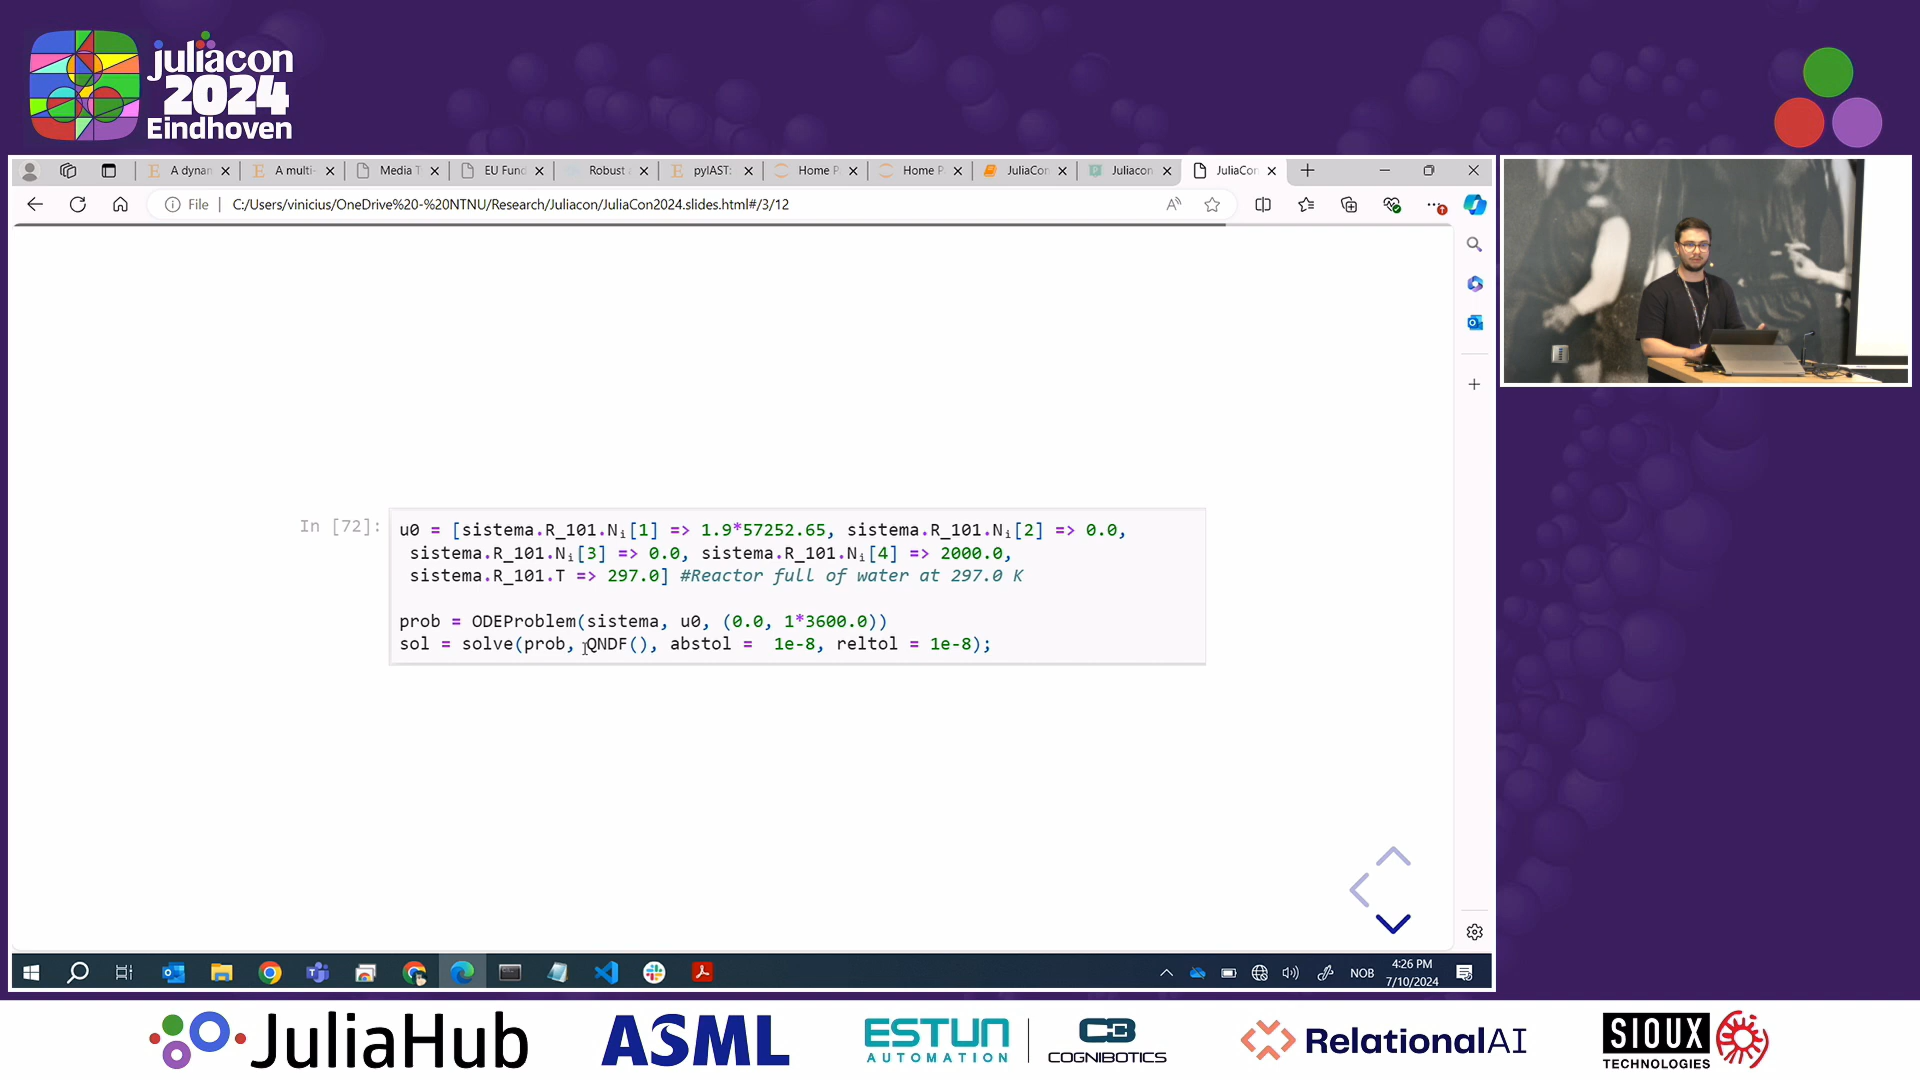 juliacon
2024
Eindhoven
A dynan
A multi-
Media T
EU Fund
Robust
pyIAST:
Home P
Home P
JuliaCor
Juliacon
JuliaCor
File
C:/Users/vinicius/OneDrive%20-%20NTNU/Research/Juliacon/JuliaCon2024.slides.html#/3/12
In [72]:
u0 = [sistema.R_101.Nᵢ[1] => 1.9*57252.65, sistema.R_101.Nᵢ[2] => 0.0,
sistema.R_101.Nᵢ[3] => 0.0, sistema.R_101.Nᵢ[4] => 2000.0,
sistema.R_101.T => 297.0] #Reactor full of water at 297.0 K
prob = ODEProblem(sistema, u0, (0.0, 1*3600.0))
sol = solve(prob, QNDF(), abstol =  1e-8, reltol = 1e-8);
NOB
4:26 PM
7/10/2024
JuliaHub
ASML
ESTUN
AUTOMATION
COGNIBOTICS
RelationalAI
SIOUX
TECHNOLOGIES